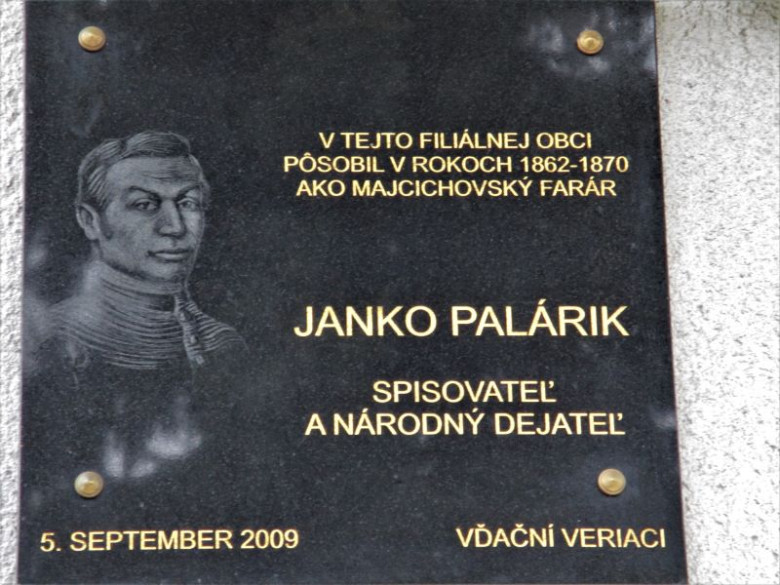 V TEJTO FILIÁLNEJ OBCI
PÔSOBIL V ROKOCH 1862-1870
AKO MAJCICHOVSKÝ FARÁR
JANKO PALÁRIK
SPISOVATEĽ
A NÁRODNÝ DEJATEĽ
5. SEPTEMBER 2009 VĎAČNÍ VERIACI